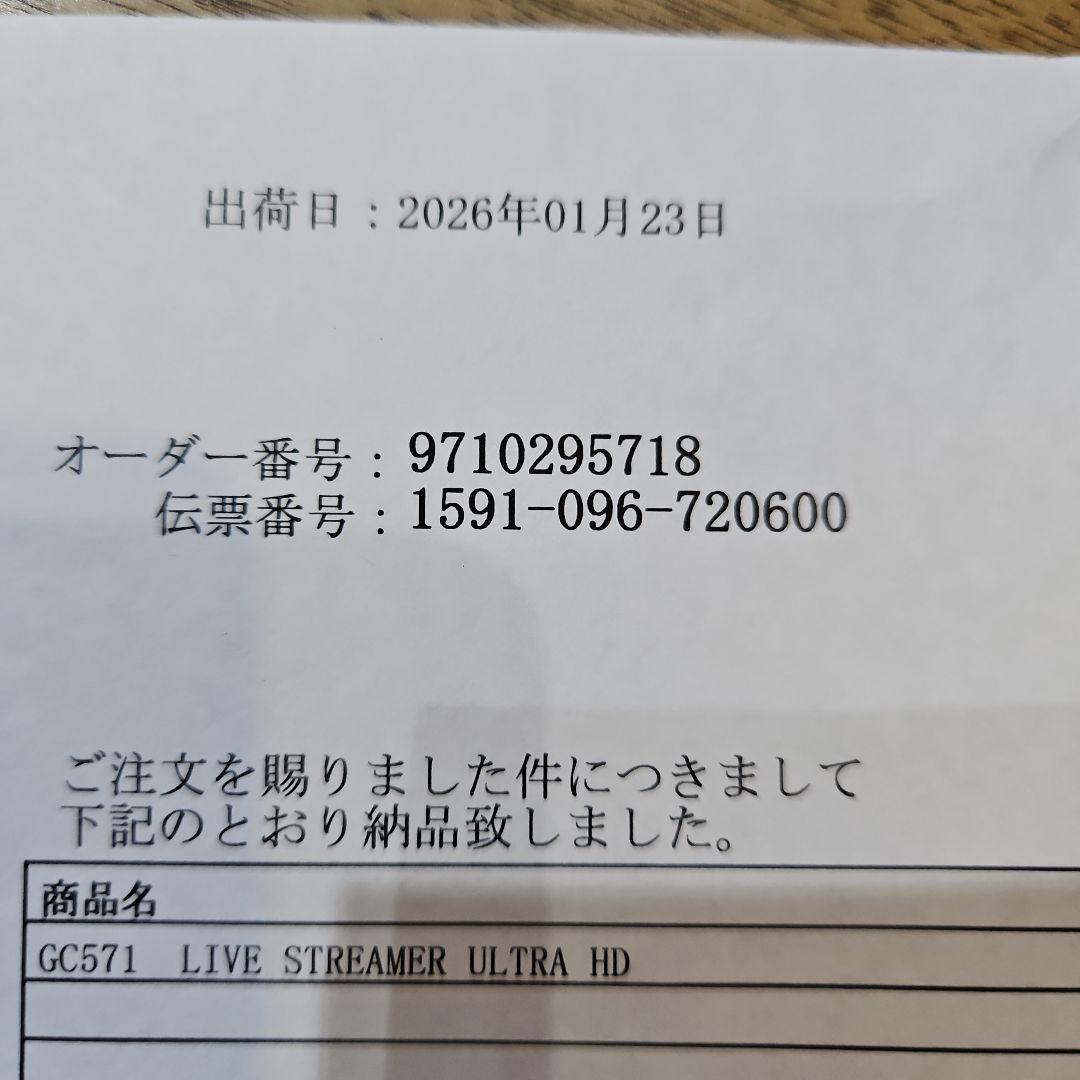 出荷日：2026年01月23日
オーダー番号：9710295718
伝票番号：1591-096-720600
ご注文を賜りました件につきまして
下記のとおり納品致しました。
商品名
GC571 LIVE STREAMER ULTRA HD